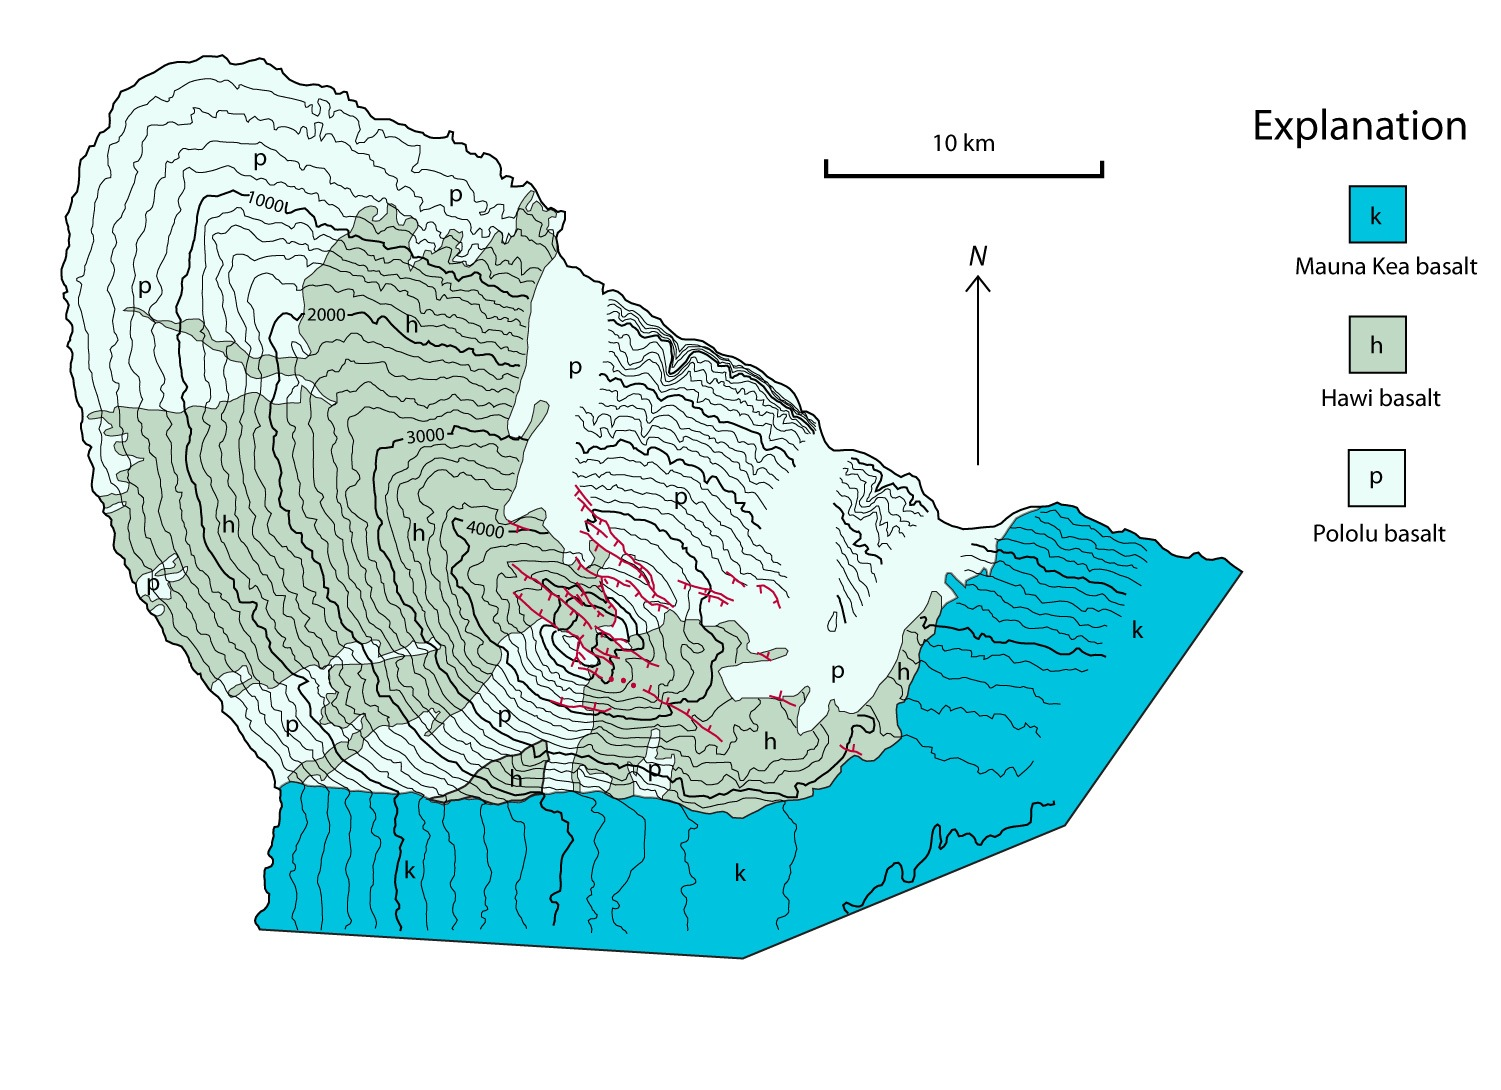 10 km
Explanation
N
k
Mauna Kea basalt
h
Hawi basalt
p
Pololu basalt
p
p
1000
p
2000
h
p
3000
p
h
h
4000
p
k
p
h
p
p
h
p
h
k
k